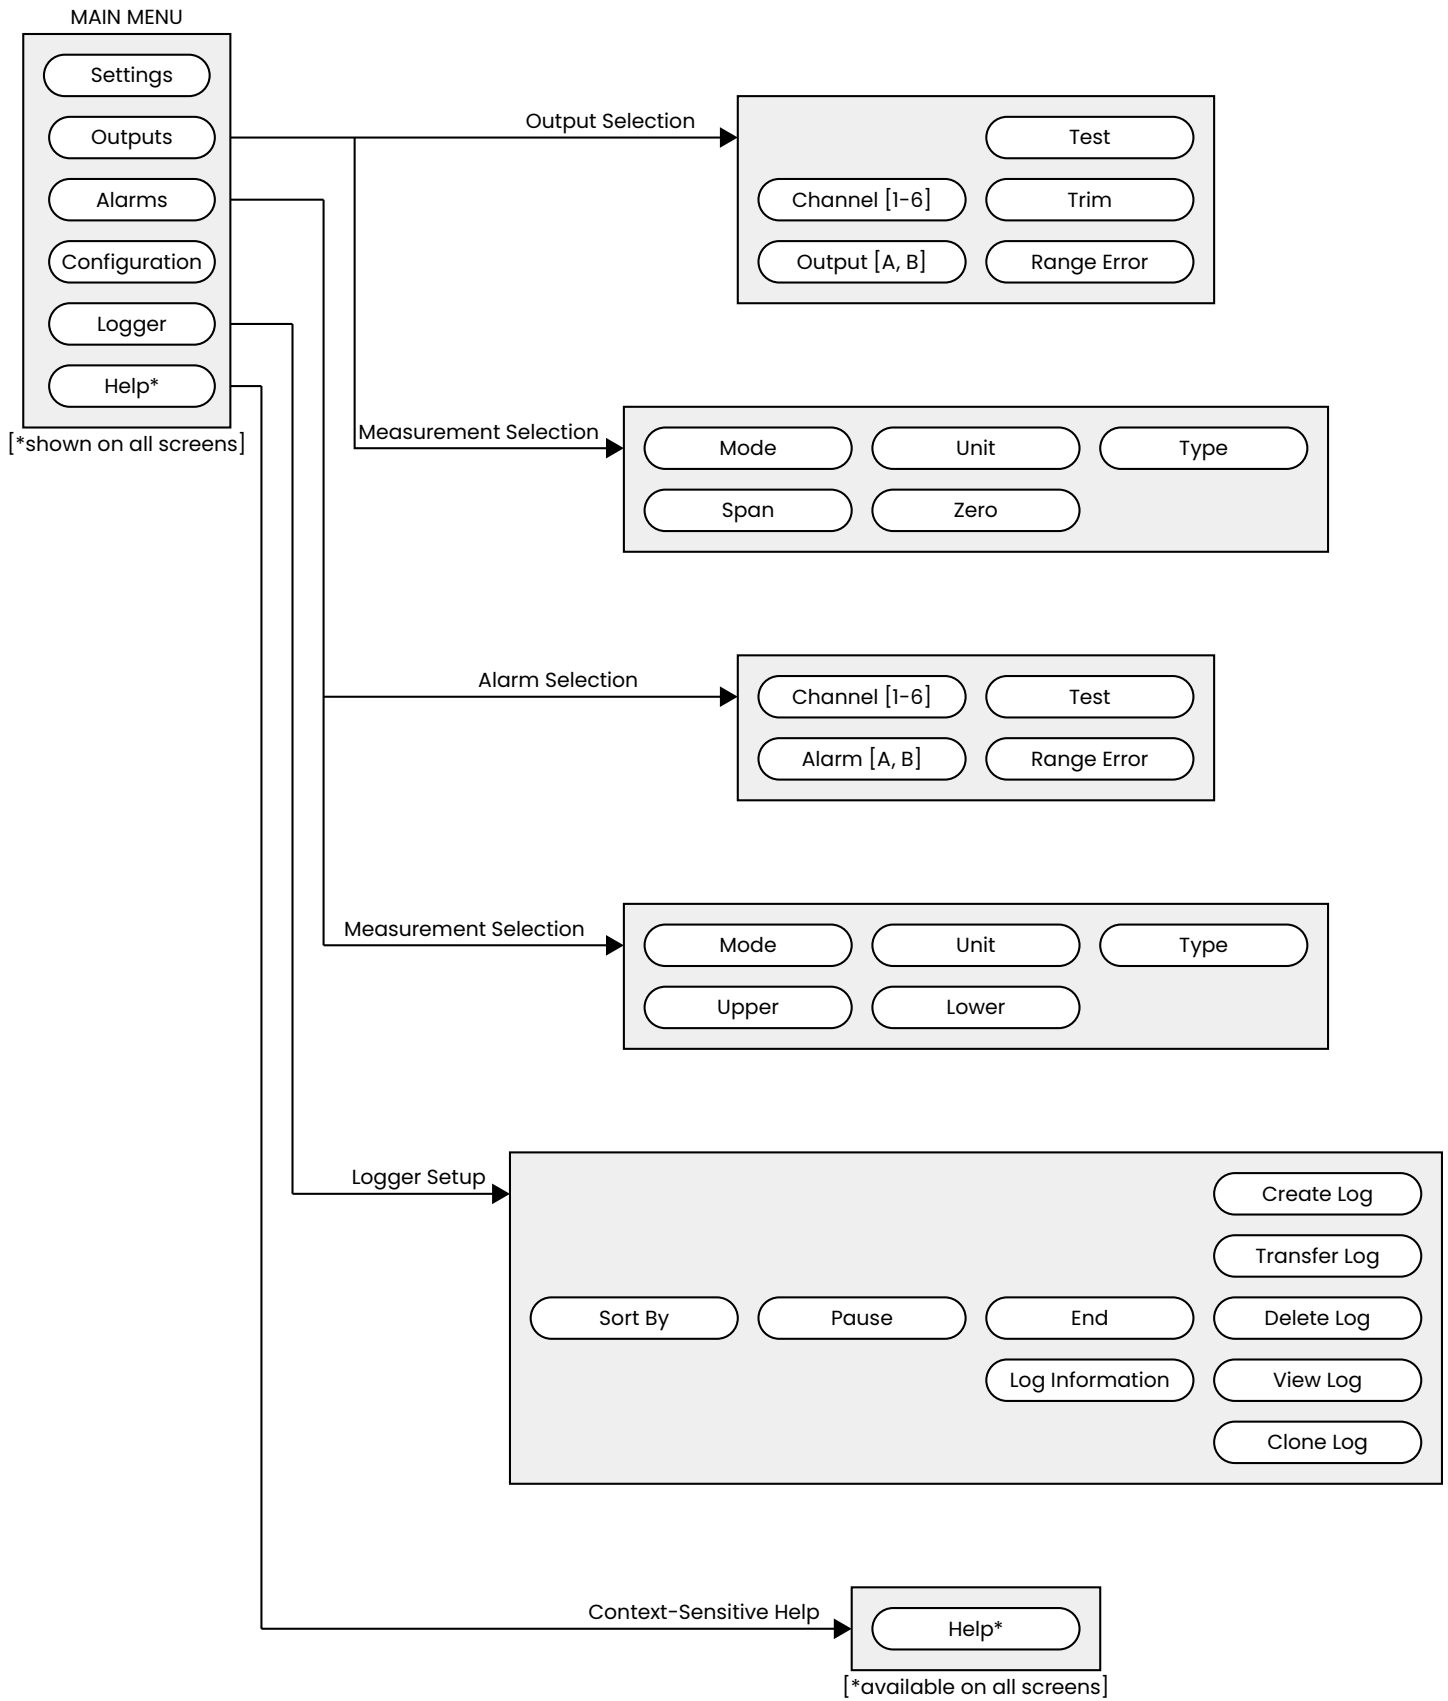 MAIN MENU
Settings
Outputs
Alarms
Configuration
Logger
Help*
[*shown on all screens]
Output Selection
Test
Channel [1-6]
Trim
Output [A, B]
Range Error
Measurement Selection
Mode
Unit
Type
Span
Zero
Alarm Selection
Channel [1-6]
Test
Alarm [A, B]
Range Error
Measurement Selection
Mode
Unit
Type
Upper
Lower
Logger Setup
Create Log
Transfer Log
Sort By
Pause
End
Delete Log
Log Information
View Log
Clone Log
Context-Sensitive Help
Help*
[*available on all screens]